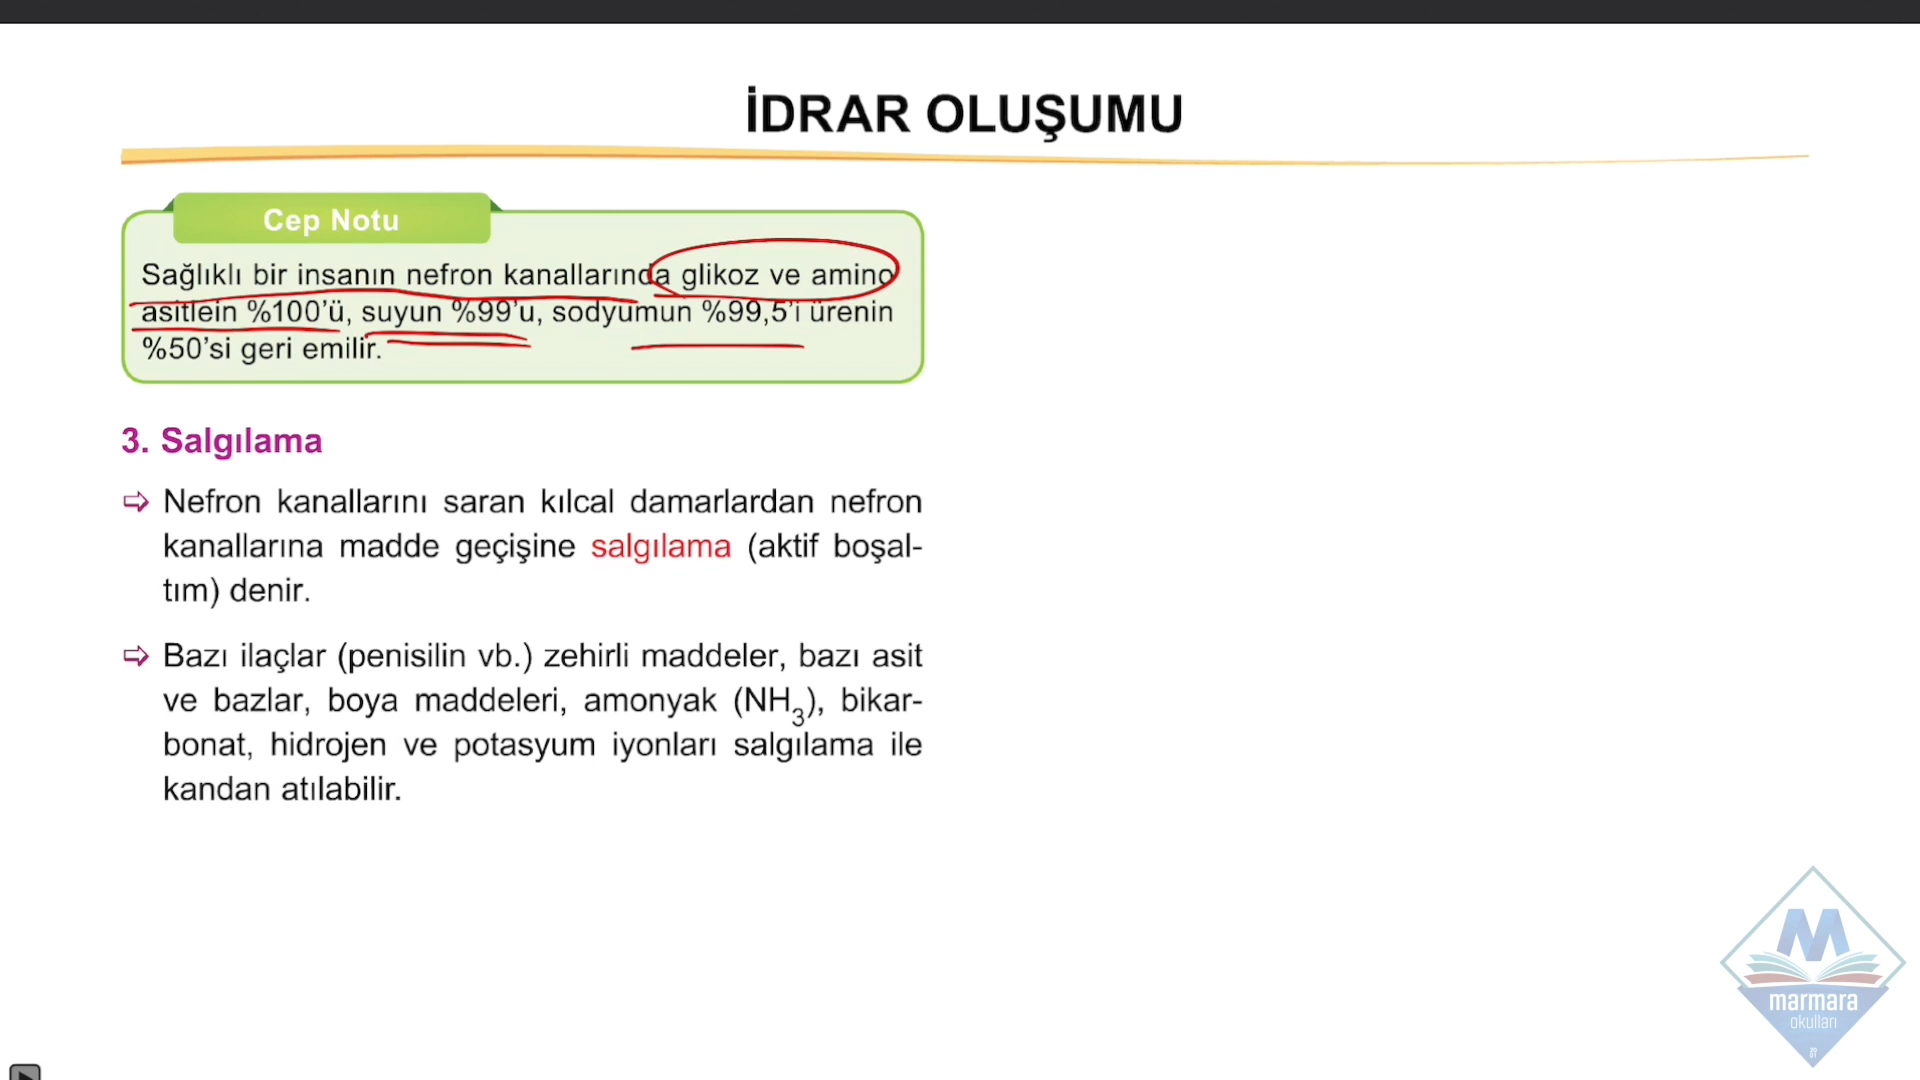 İDRAR OLUŞUMU
Cep Notu
Sağlıklı bir insanın nefron kanallarında glikoz ve amino
asitlein %100'ü, suyun %99'u, sodyumun %99,5'i ürenin
%50'si geri emilir.
3. Salgılama
⇨ Nefron kanallarını saran kılcal damarlardan nefron
kanallarına madde geçişine salgılama (aktif boşal-
tım) denir.
⇨ Bazı ilaçlar (penisilin vb.) zehirli maddeler, bazı asit
ve bazlar, boya maddeleri, amonyak (NH₃), bikar-
bonat, hidrojen ve potasyum iyonları salgılama ile
kandan atılabilir.
M
marmara
okulları